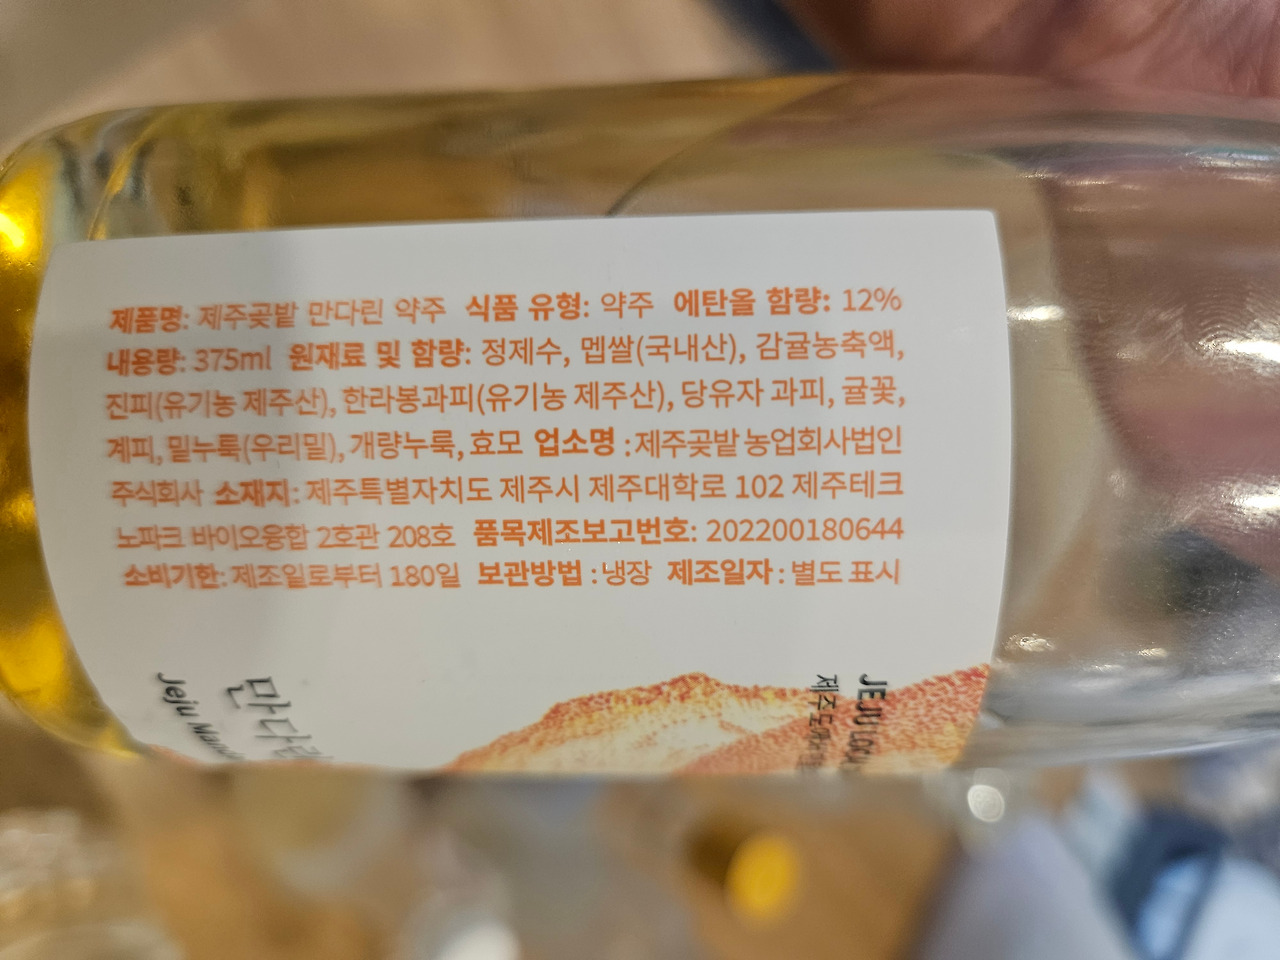 제품명: 제주곶밭 만다린 약주 식품 유형: 약주 에탄올 함량: 12%
내용량: 375ml 원재료 및 함량: 정제수, 멥쌀(국내산), 감귤농축액,
진피(유기농 제주산), 한라봉과피(유기농 제주산), 당유자 과피, 귤꽃,
계피, 밀누룩(우리밀), 개량누룩, 효모 업소명 : 제주곶밭 농업회사법인
주식회사 소재지: 제주특별자치도 제주시 제주대학로 102 제주테크
노파크 바이오융합 2호관 208호 품목제조보고번호: 202200180644
소비기한: 제조일로부터 180일 보관방법 : 냉장 제조일자 : 별도 표시
JEJU
만다린
Jeju